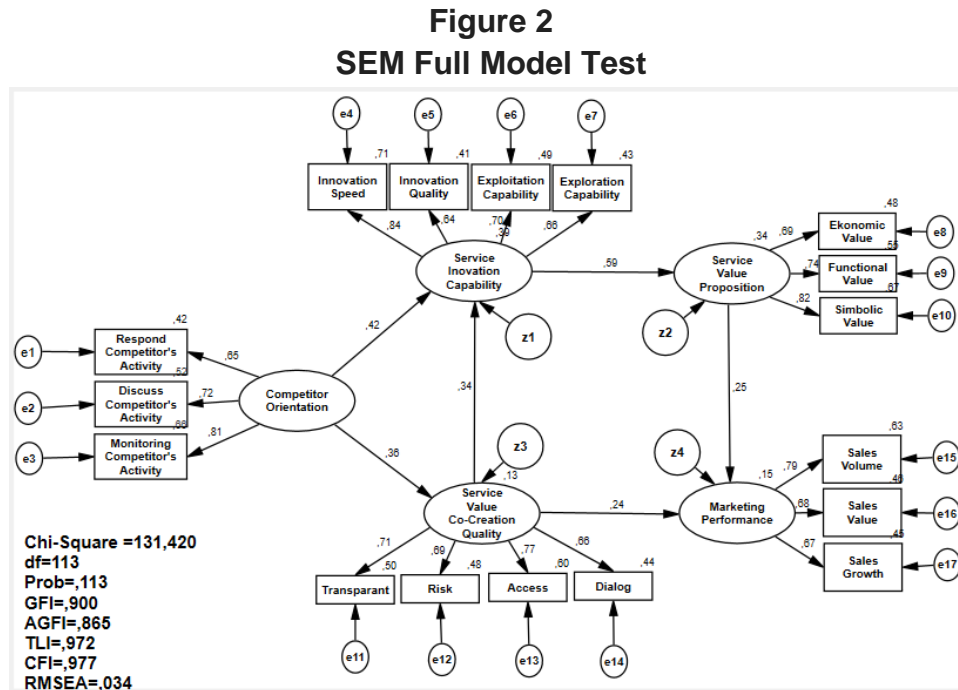 Figure 2
SEM Full Model Test
e4
e5
e6
e7
,71
,41
,49
,43
Innovation
Speed
Innovation
Quality
Exploitation
Capability
Exploration
Capability
,84
,64
,70
,39
,66
Service
Inovation
Capability
,59
,34
,69
,74
,82
Service
Value
Proposition
,48
Ekonomic
Value
e8
,55
Functional
Value
e9
,67
Simbolic
Value
e10
z1
z2
,42
Respond
Competitor's
Activity
e1
,65
,52
Discuss
Competitor's
Activity
e2
,72
,66
Monitoring
Competitor's
Activity
e3
,81
Competitor
Orientation
,42
,34
,25
,36
z3
z4
,13
Service
Value
Co-Creation
Quality
,24
,15
Marketing
Performance
,79
,68
,67
,63
Sales
Volume
e15
,46
Sales
Value
e16
,45
Sales
Growth
e17
,71
,69
,77
,66
,50
,48
,60
,44
Transparant
Risk
Access
Dialog
e11
e12
e13
e14
Chi-Square =131,420
df=113
Prob=,113
GFI=,900
AGFI=,865
TLI=,972
CFI=,977
RMSEA=,034